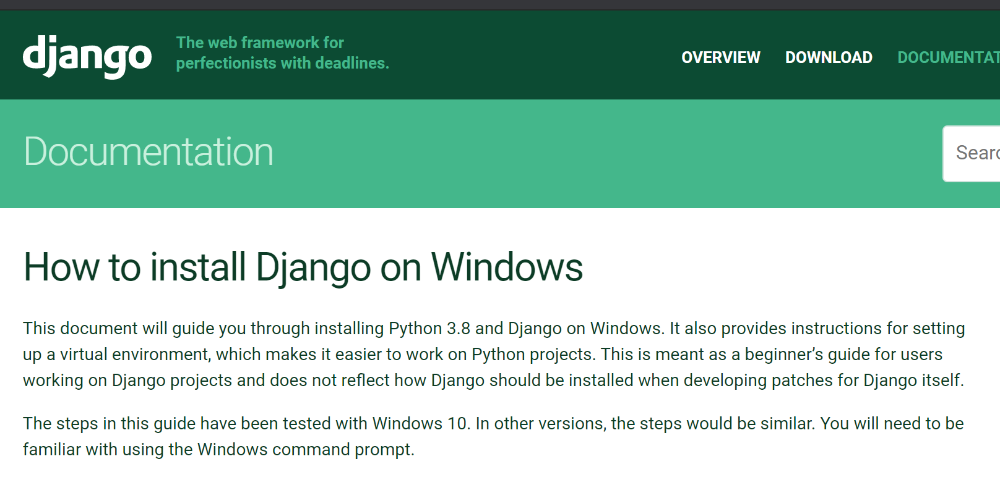 django
The web framework for
perfectionists with deadlines.
OVERVIEW DOWNLOAD
Documentation
How to install Django on Windows
This document will guide you through installing Python 3.8 and Django on Windows. It also provides instructions for setting
up a virtual environment, which makes it easier to work on Python projects. This is meant as a beginner’s guide for users
working on Django projects and does not reflect how Django should be installed when developing patches for Django itself.
The steps in this guide have been tested with Windows 10. In other versions, the steps would be similar. You will need to be
familiar with using the Windows command prompt.